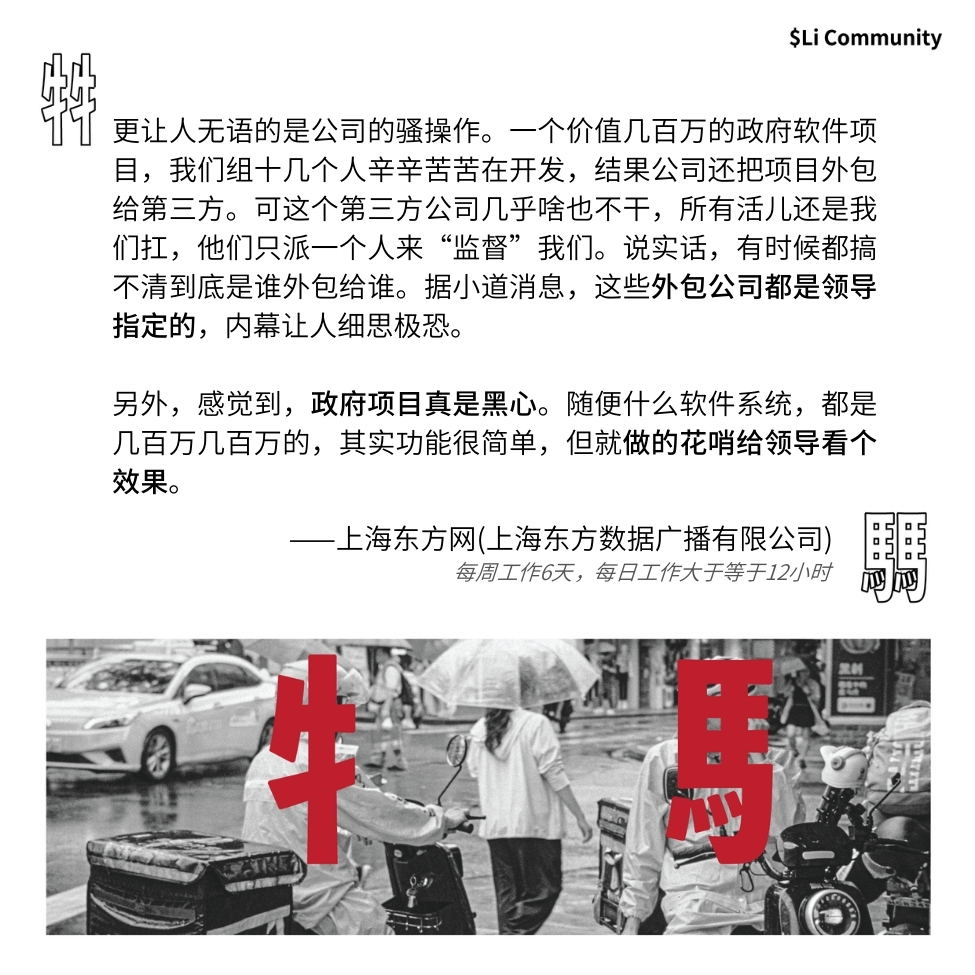 $Li Community
牜牜
更让人无语的是公司的骚操作。一个价值几百万的政府软件项
目，我们组十几个人辛辛苦苦在开发，结果公司还把项目外包
给第三方。可这个第三方公司几乎啥也不干，所有活儿还是我
们扛，他们只派一个人来“监督”我们。说实话，有时候都搞
不清到底是谁外包给谁。据小道消息，这些外包公司都是领导
指定的，内幕让人细思极恐。
另外，感觉到，政府项目真是黑心。随便什么软件系统，都是
几百万几百万的，其实功能很简单，但就做的花哨给领导看个
效果。
——上海东方网(上海东方数据广播有限公司)
每周工作6天，每日工作大于等于12小时
馬馬
牜 馬